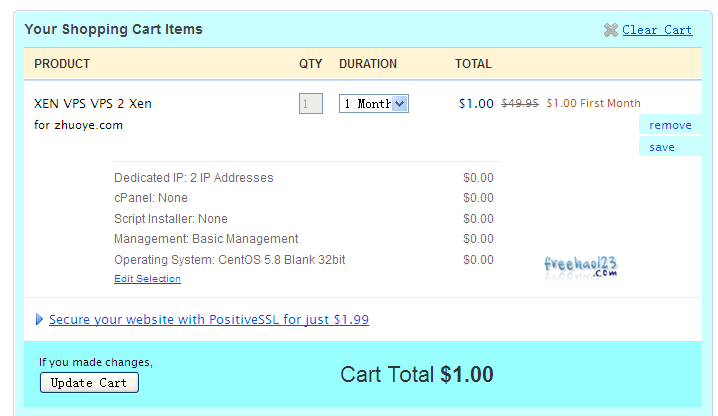 Your Shopping Cart Items
Clear Cart
PRODUCT QTY DURATION TOTAL
XEN VPS VPS 2 Xen 1 1 Month $1.00 $49.95 $1.00 First Month
for zhuoye.com
remove
save
Dedicated IP: 2 IP Addresses $0.00
cPanel: None $0.00
Script Installer: None $0.00
Management: Basic Management $0.00
Operating System: CentOS 5.8 Blank 32bit $0.00
Edit Selection
freehao123
.com
Secure your website with PositiveSSL for just $1.99
If you made changes,
Update Cart
Cart Total $1.00